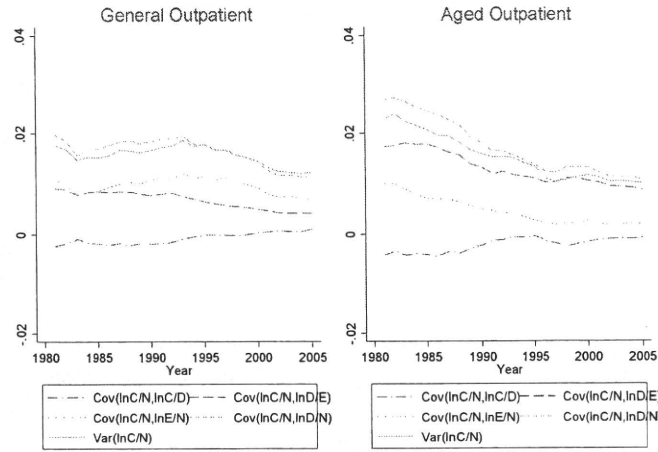 General Outpatient
.04
.02
0
-.02
1980 1985 1990 1995 2000 2005
Year
Cov(lnC/N,lnC/D) Cov(lnC/N,lnD/E)
Cov(lnC/N,lnE/N) Cov(lnC/N,lnD/N)
Var(lnC/N)
Aged Outpatient
.04
.02
0
-.02
1980 1985 1990 1995 2000 2005
Year
Cov(lnC/N,lnC/D) Cov(lnC/N,lnD/E
Cov(lnC/N,lnE/N) Cov(lnC/N,lnD/N
Var(lnC/N)